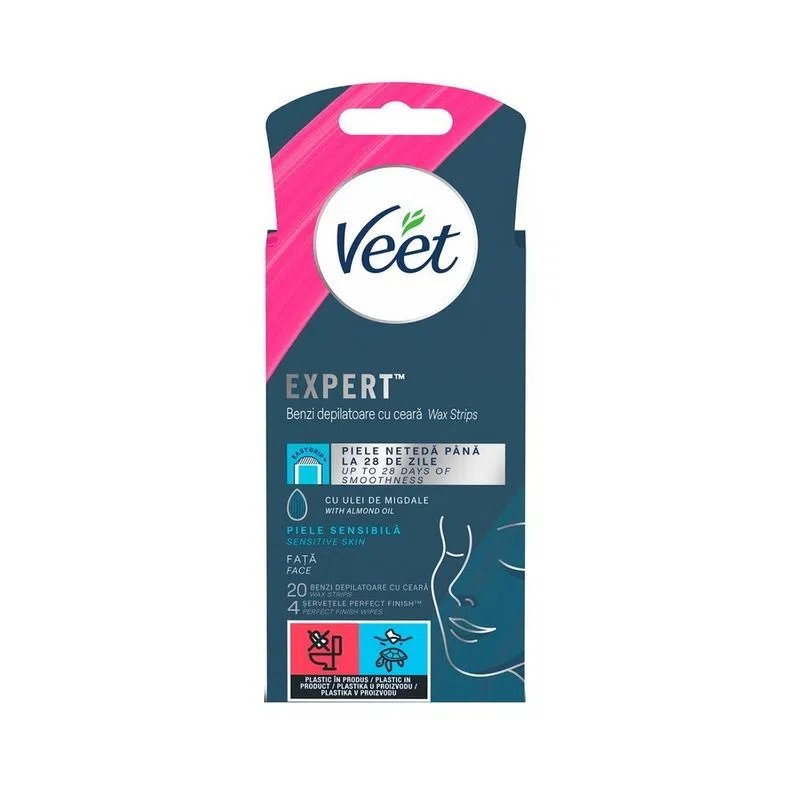 Veet
EXPERT™
Benzi depilatoare cu ceară Wax Strips
EASYGRIP™
PIELE NETEDĂ PÂNĂ
LA 28 DE ZILE
UP TO 28 DAYS OF
SMOOTHNESS
CU ULEI DE MIGDALE
WITH ALMOND OIL
PIELE SENSIBILĂ
SENSITIVE SKIN
FAȚĂ
FACE
20 BENZI DEPILATOARE CU CEARĂ
WAX STRIPS
4 ȘERVEȚELE PERFECT FINISH™
PERFECT FINISH WIPES
PLASTIC ÎN PRODUS / PLASTIC IN
PRODUCT / PLASTIKA U PROIZVODU /
PLASTIKA V PROIZVODU